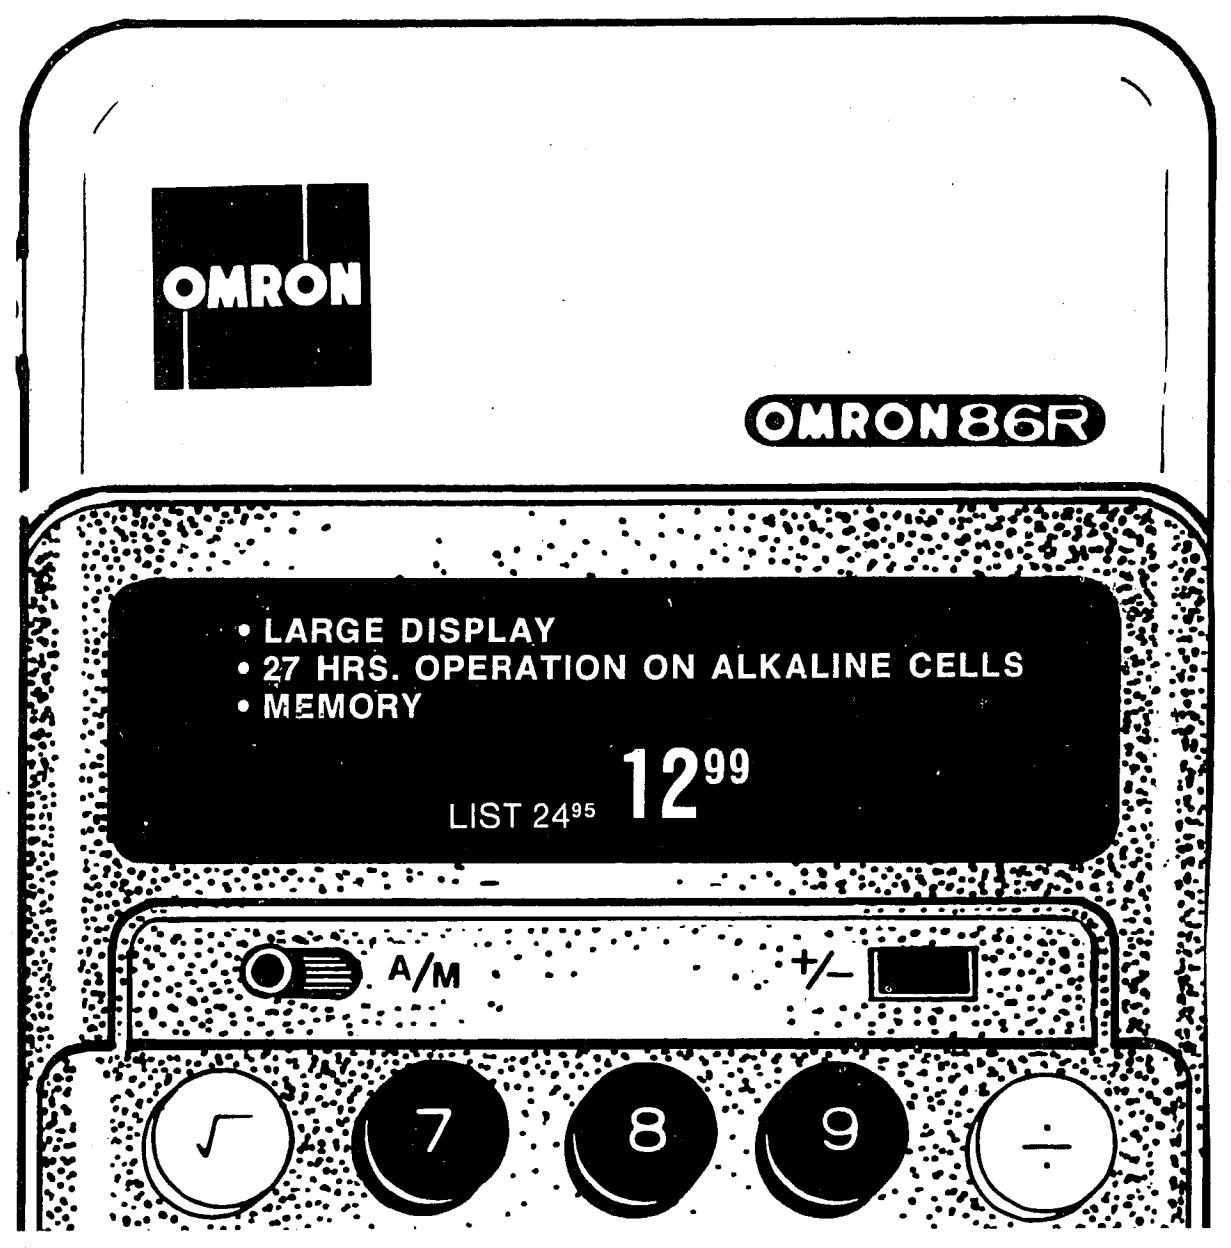 OMRON
OMRON 86R
• LARGE DISPLAY
• 27 HRS. OPERATION ON ALKALINE CELLS
• MEMORY
LIST 24⁹⁵ 12⁹⁹
A/M +/−
√ 7 8 9 ÷